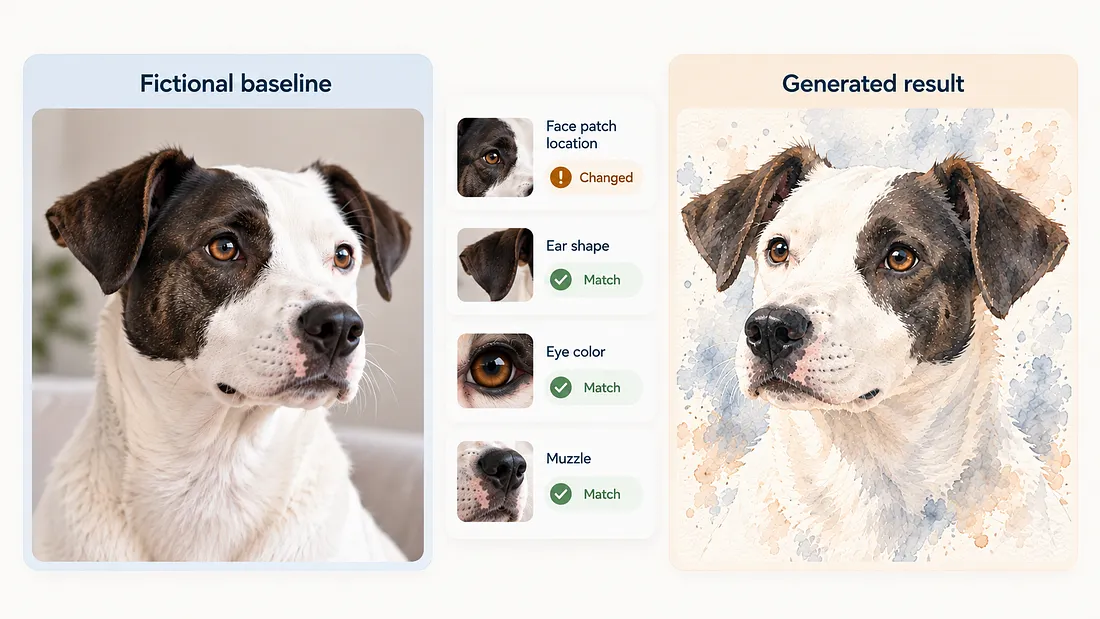 Fictional baseline
Face patch
location
! Changed
Ear shape
Match
Eye color
Match
Muzzle
Match
Generated result